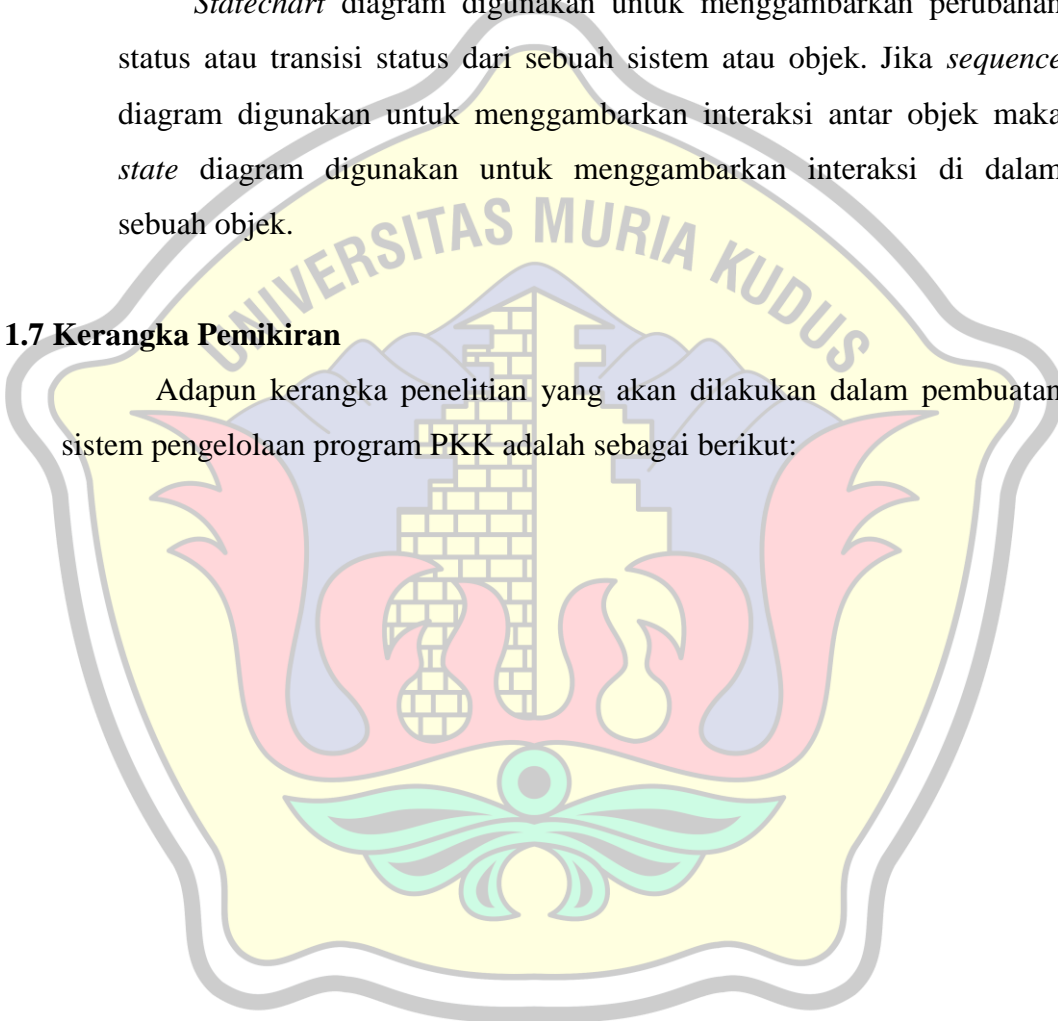 Statechart diagram digunakan untuk menggambarkan perubahan
status atau transisi status dari sebuah sistem atau objek. Jika sequence
diagram digunakan untuk menggambarkan interaksi antar objek maka
state diagram digunakan untuk menggambarkan interaksi di dalam
sebuah objek.
UNIVERSITAS MURIA KUDUS
1.7 Kerangka Pemikiran
Adapun kerangka penelitian yang akan dilakukan dalam pembuatan
sistem pengelolaan program PKK adalah sebagai berikut: